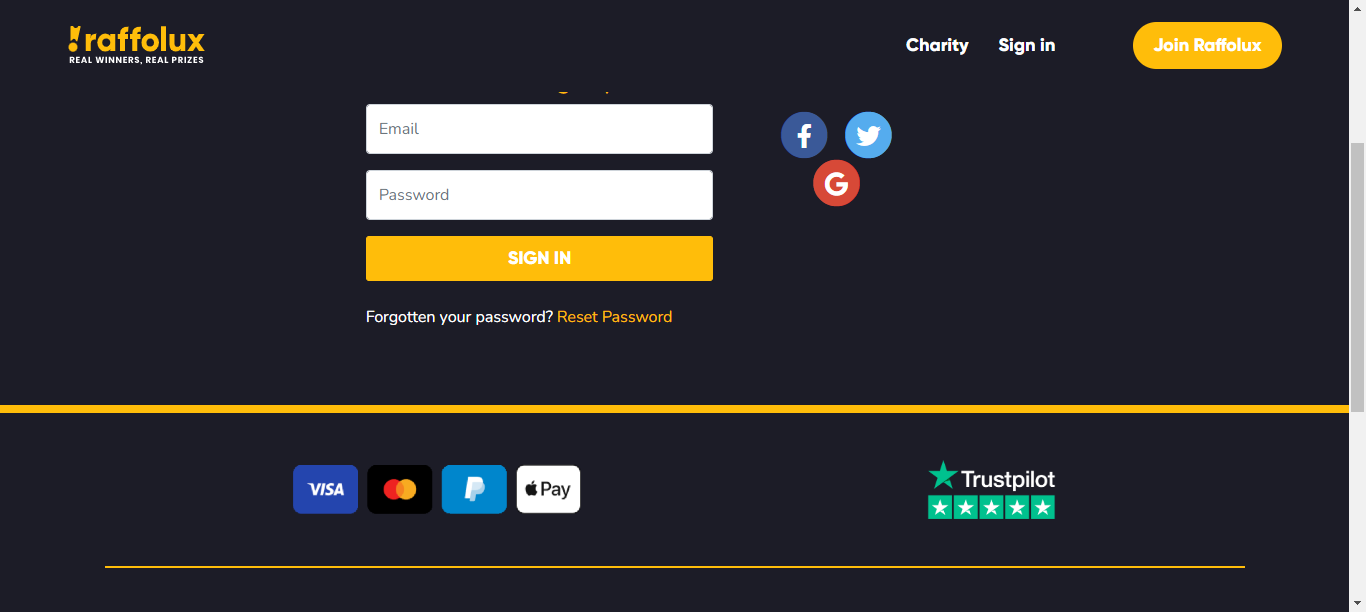 raffolux
REAL WINNERS, REAL PRIZES
Charity
Sign in
Join Raffolux
Email
Password
SIGN IN
Forgotten your password? Reset Password
VISA
Pay
Trustpilot